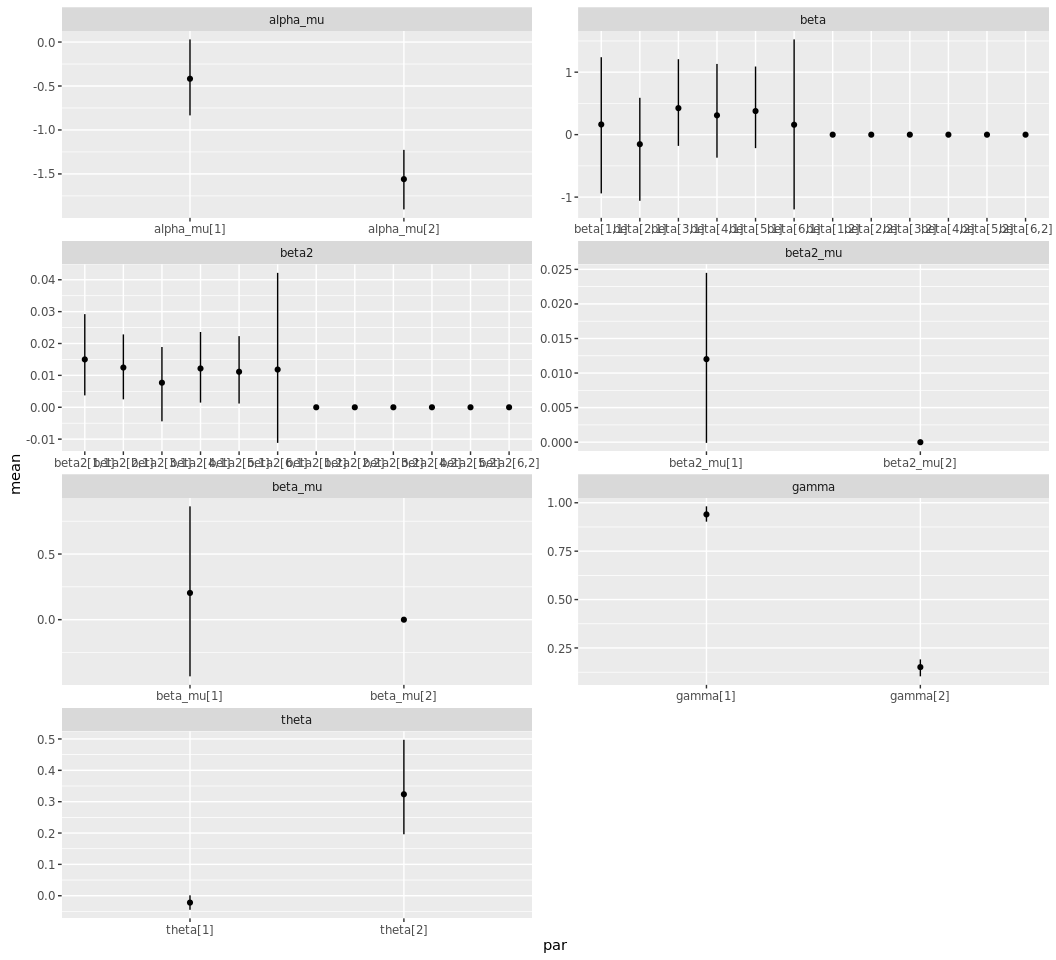 alpha_mu
0.0
-0.5
-1.0
-1.5
alpha_mu[1] alpha_mu[2]
beta
1
0
-1
beta[1,1] beta[2,1] beta[3,1] beta[4,1] beta[5,1] beta[6,1] beta[1,2] beta[2,2] beta[3,2] beta[4,2] beta[5,2] beta[6,2]
beta2
0.04
0.03
0.02
0.01
0.00
-0.01
beta2[1,1] beta2[2,1] beta2[3,1] beta2[4,1] beta2[5,1] beta2[6,1] beta2[1,2] beta2[2,2] beta2[3,2] beta2[4,2] beta2[5,2] beta2[6,2]
beta2_mu
0.025
0.020
0.015
0.010
0.005
0.000
beta2_mu[1] beta2_mu[2]
mean
beta_mu
0.5
0.0
beta_mu[1] beta_mu[2]
gamma
1.00
0.75
0.50
0.25
gamma[1] gamma[2]
theta
0.5
0.4
0.3
0.2
0.1
0.0
theta[1] theta[2]
par